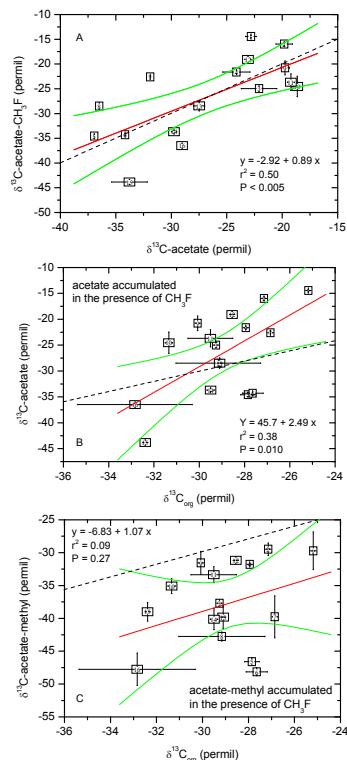 -10
-15
-20
-25
-30
-35
-40
-45
-50
A
y = -2.92 + 0.89 x
r² = 0.50
P < 0.005
-40 -35 -30 -25 -20 -15
δ¹³C-acetate (permil)
δ¹³C-acetate-CH₃F (permil)
-10
-15
-20
-25
-30
-35
-40
-45
acetate accumulated
in the presence of CH₃F
B
Y = 45.7 + 2.49 x
r² = 0.38
P = 0.010
-36 -34 -32 -30 -28 -26 -24
δ¹³C org (permil)
δ¹³C-acetate (permil)
-25
-30
-35
-40
-45
-50
-55
y = -6.83 + 1.07 x
r² = 0.09
P = 0.27
acetate-methyl accumulated
in the presence of CH₃F
C
-36 -34 -32 -30 -28 -26 -24
δ¹³C org (permil)
δ¹³C-acetate-methyl (permil)